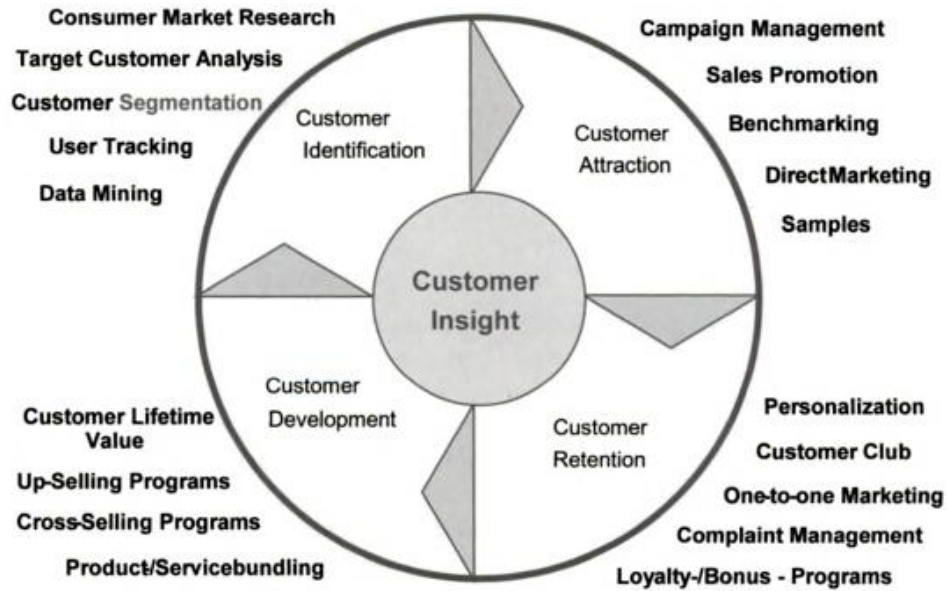 Consumer Market Research
Target Customer Analysis
Customer Segmentation
User Tracking
Data Mining
Customer
Identification
Campaign Management
Sales Promotion
Benchmarking
DirectMarketing
Samples
Customer
Attraction
Customer
Insight
Customer
Development
Customer Lifetime
Value
Up-Selling Programs
Cross-Selling Programs
Product/Servicebundling
Customer
Retention
Personalization
Customer Club
One-to-one Marketing
Complaint Management
Loyalty-/Bonus - Programs